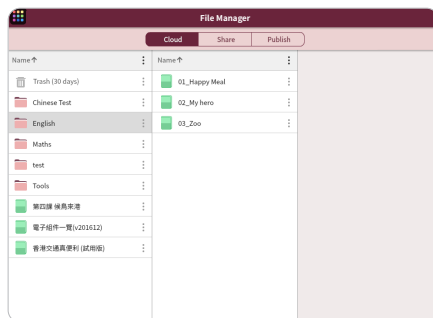 File Manager
Cloud Share Publish
Name↑
Trash (30 days)
Chinese Test
English
Maths
test
Tools
第四課 候鳥來港
電子組件一覽(v201612)
香港交通真便利 (試用版)
Name↑
01_Happy Meal
02_My hero
03_Zoo